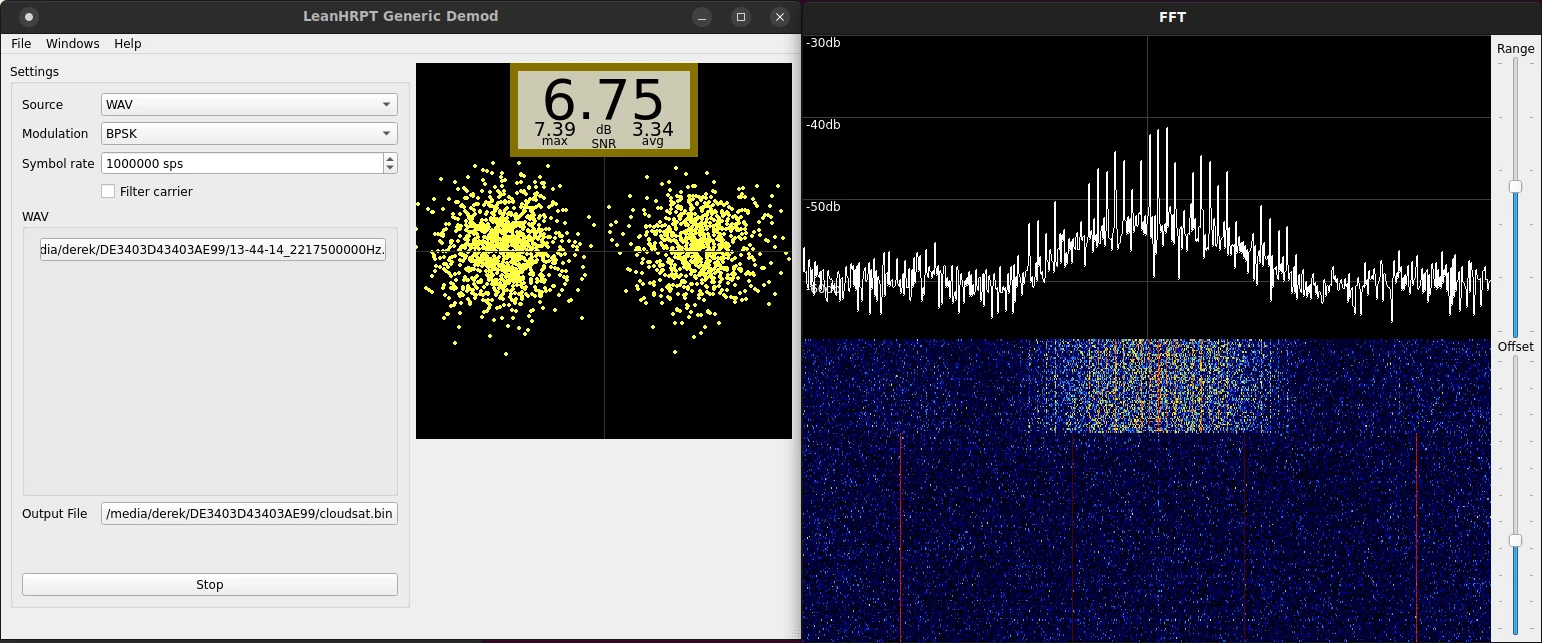 LeanHRPT Generic Demod
File Windows Help
Settings
Source WAV
Modulation BPSK
Symbol rate 1000000 sps
Filter carrier
WAV
dia/derek/DE3403D43403AE99/13-44-14_2217500000Hz.
Output File /media/derek/DE3403D43403AE99/cloudsat.bin
Stop
6.75
7.39 dB 3.34
max SNR avg
FFT
-30db
-40db
-50db
-60db
Range
Offset